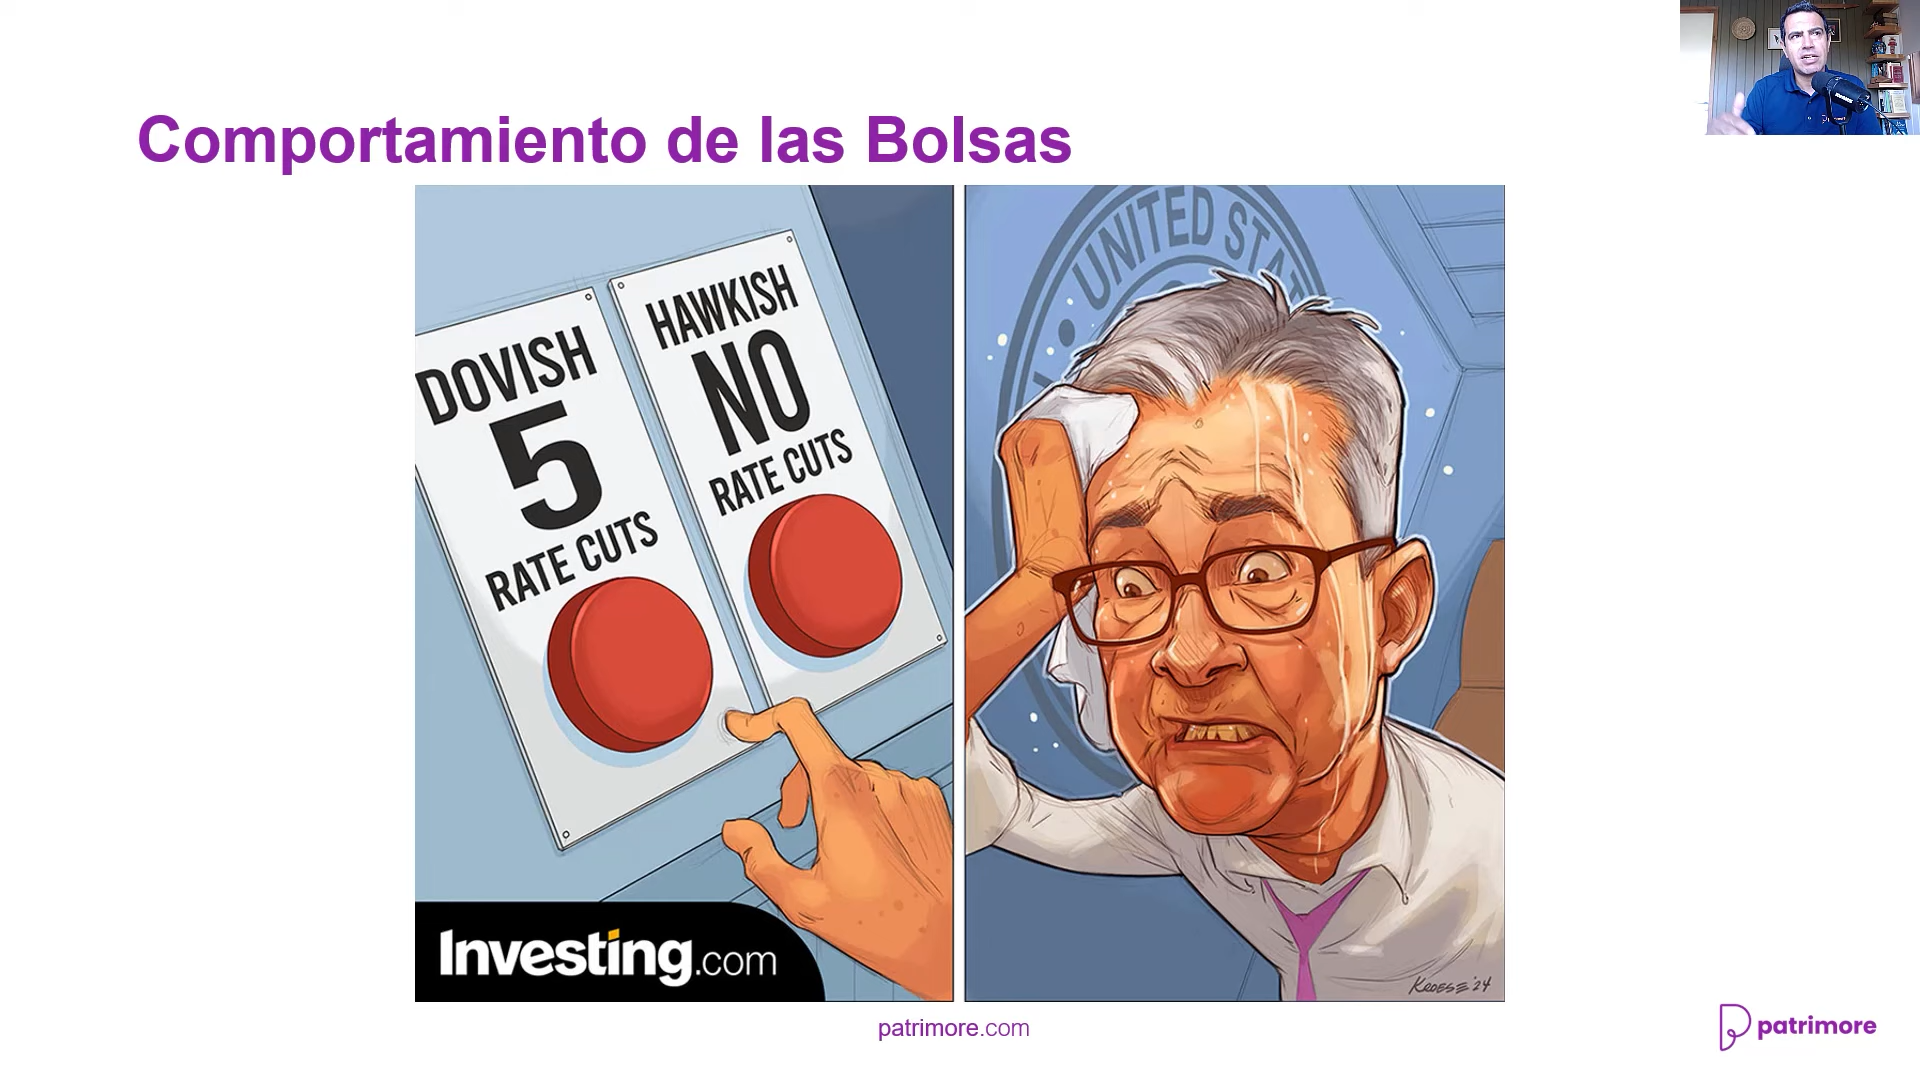 Comportamiento de las Bolsas
DOVISH
5
RATE CUTS
HAWKISH
NO
RATE CUTS
UNITED STAT
Investing.com
KROESE '24
patrimore.com
patrimore